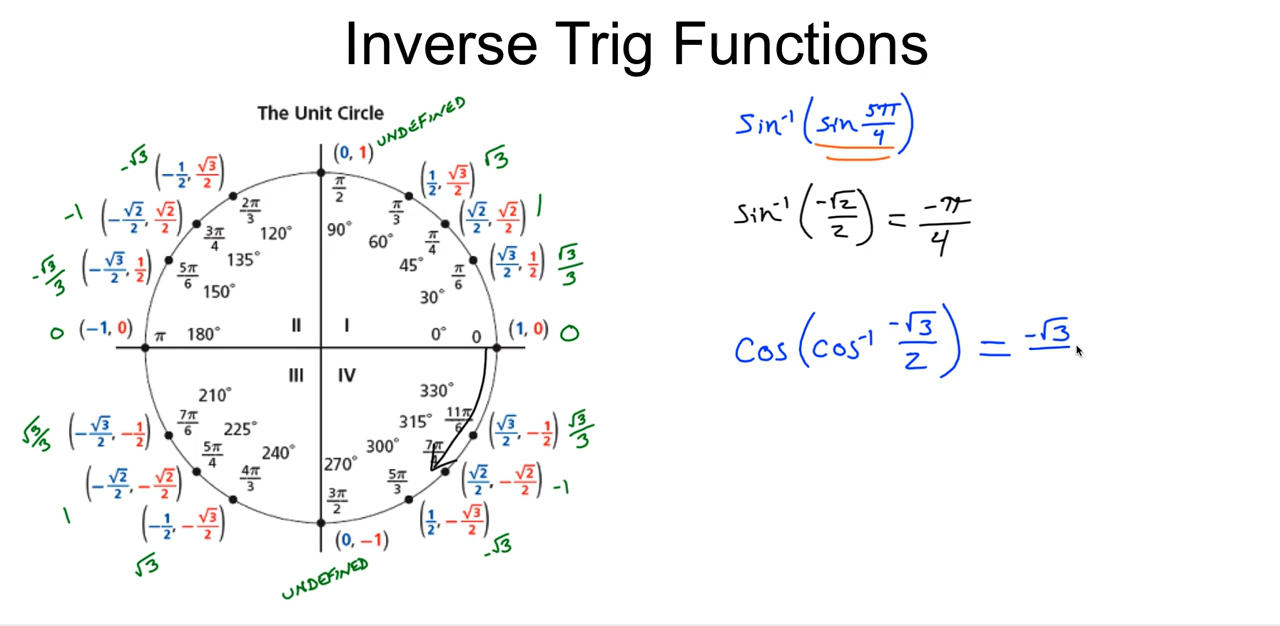 Inverse Trig Functions
The Unit Circle
UNDEFINED
(0, 1)
-√3 (-1/2, √3/2)
(1/2, √3/2) √3
-1 (-√2/2, √2/2)
(√2/2, √2/2) 1
-√3/3 (-√3/2, 1/2)
(√3/2, 1/2) √3/3
π/2
2π/3
π/3
90°
120°
60°
3π/4
π/4
135°
45°
5π/6
π/6
150°
30°
II I
0 (-1, 0) π 180°
0° 0 (1, 0) 0
III IV
210°
330°
√3/3 (-√3/2, -1/2) 7π/6
11π/6 (√3/2, -1/2) √3/3
225°
315°
5π/4
240°
300°
(-√2/2, -√2/2)
(√2/2, -√2/2) -1
1
4π/3
270°
5π/3
3π/2
(-1/2, -√3/2)
(1/2, -√3/2)
√3
(0, -1)
-√3
UNDEFINED
sin⁻¹(sin 5π/4)
sin⁻¹(-√2/2) = -π/4
cos(cos⁻¹ -√3/2) = -√3